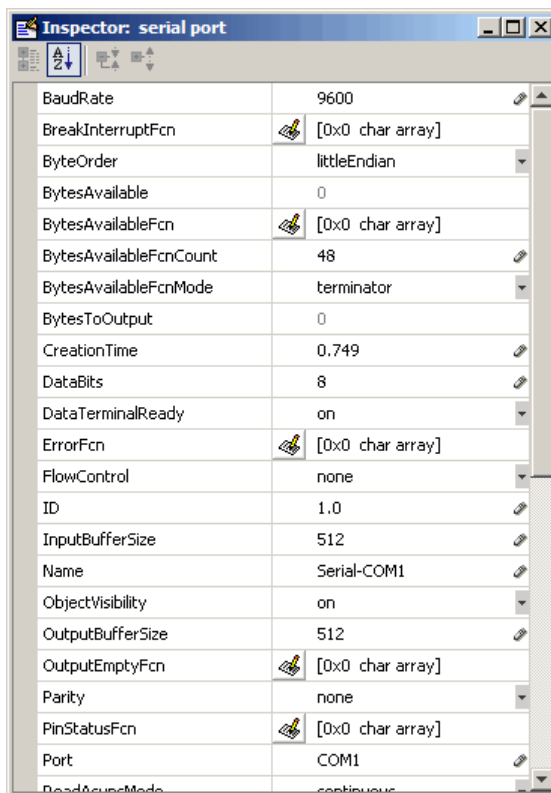 Inspector: serial port
BaudRate 9600
BreakInterruptFcn [0x0 char array]
ByteOrder littleEndian
BytesAvailable 0
BytesAvailableFcn [0x0 char array]
BytesAvailableFcnCount 48
BytesAvailableFcnMode terminator
BytesToOutput 0
CreationTime 0.749
DataBits 8
DataTerminalReady on
ErrorFcn [0x0 char array]
FlowControl none
ID 1.0
InputBufferSize 512
Name Serial-COM1
ObjectVisibility on
OutputBufferSize 512
OutputEmptyFcn [0x0 char array]
Parity none
PinStatusFcn [0x0 char array]
Port COM1
ReadAsyncMode continuous